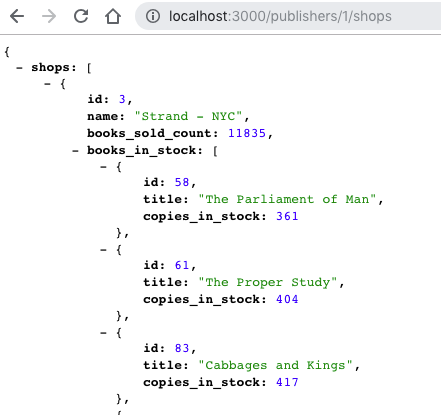 localhost:3000/publishers/1/shops
{
- shops: [
- {
id: 3,
name: "Strand - NYC",
books_sold_count: 11835,
- books_in_stock: [
- {
id: 58,
title: "The Parliament of Man",
copies_in_stock: 361
},
- {
id: 61,
title: "The Proper Study",
copies_in_stock: 404
},
- {
id: 83,
title: "Cabbages and Kings",
copies_in_stock: 417
},